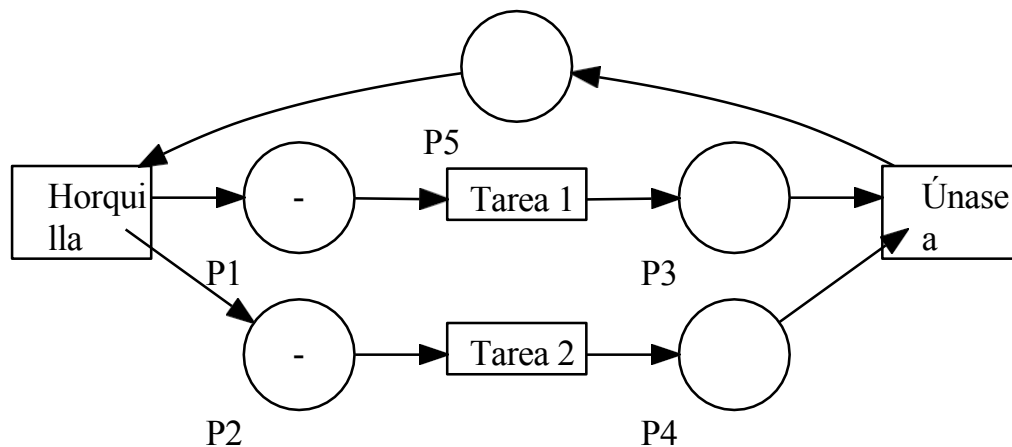 P5
Horqui
lla
-
Tarea 1
Únase
a
P1
P3
-
Tarea 2
P2
P4